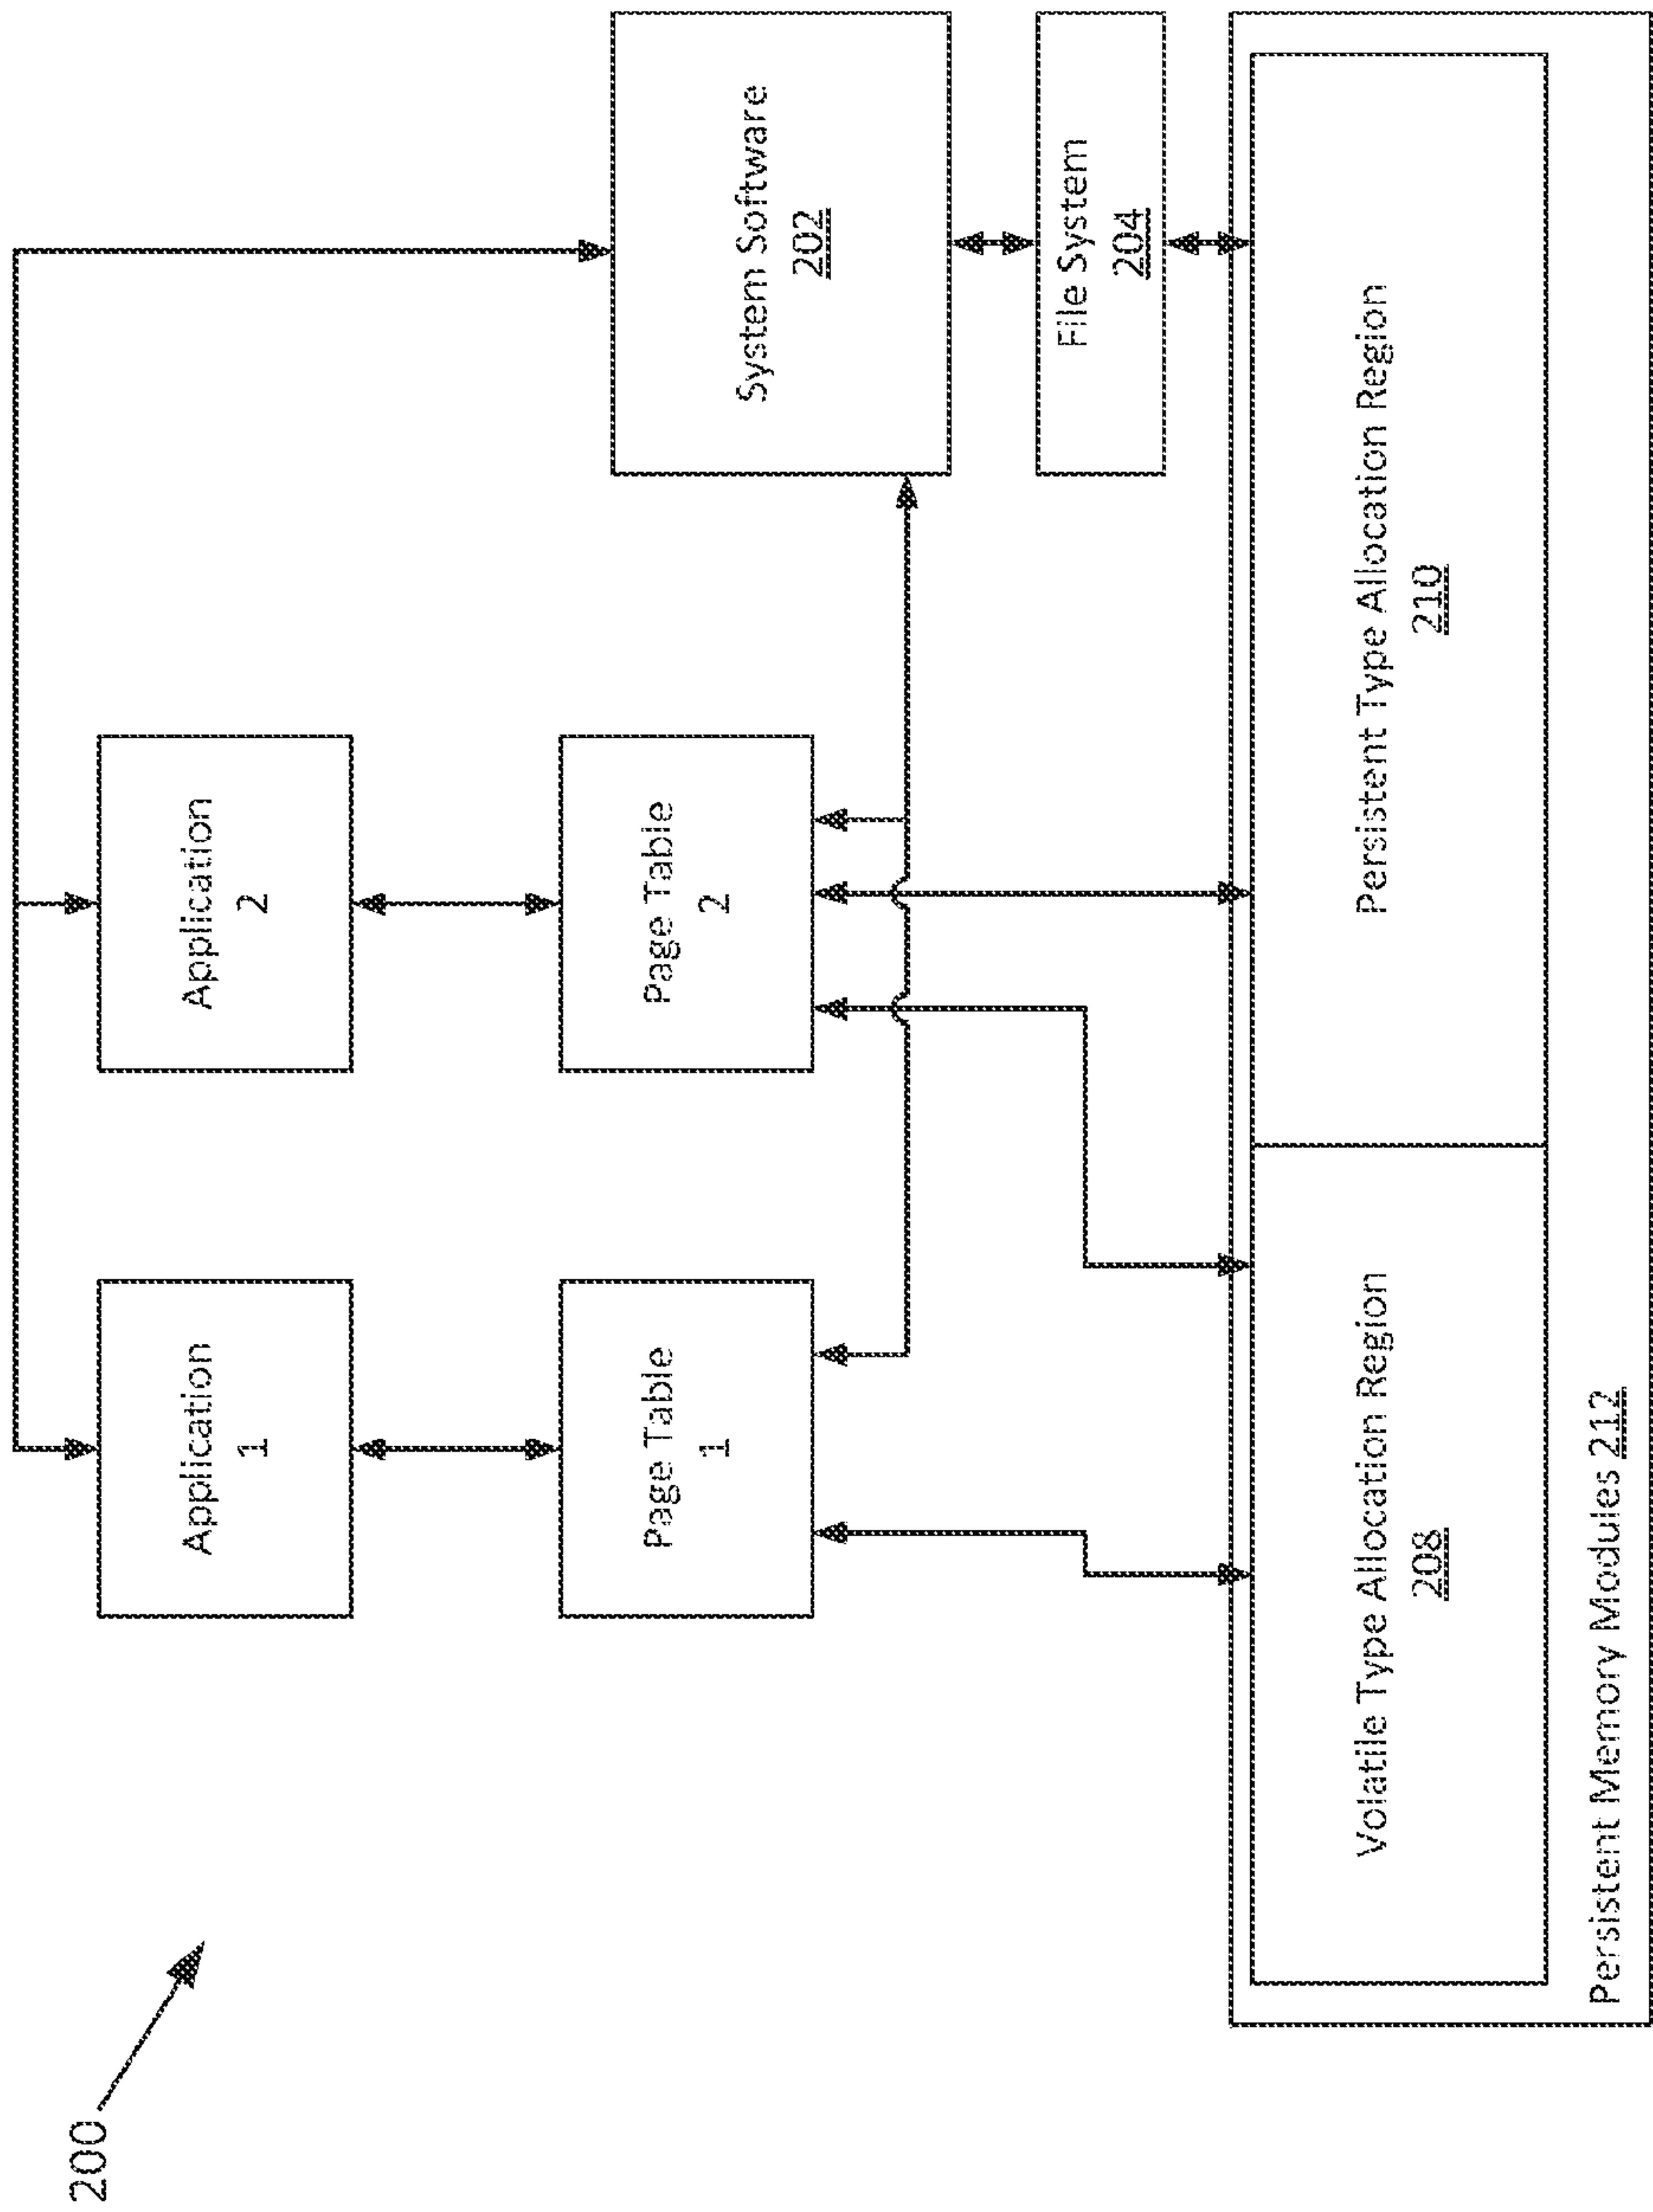 200
Application
1
Application
2
Page Table
1
Page Table
2
System Software
202
File System
204
Volatile Type Allocation Region
208
Persistent Type Allocation Region
210
Persistent Memory Modules 212